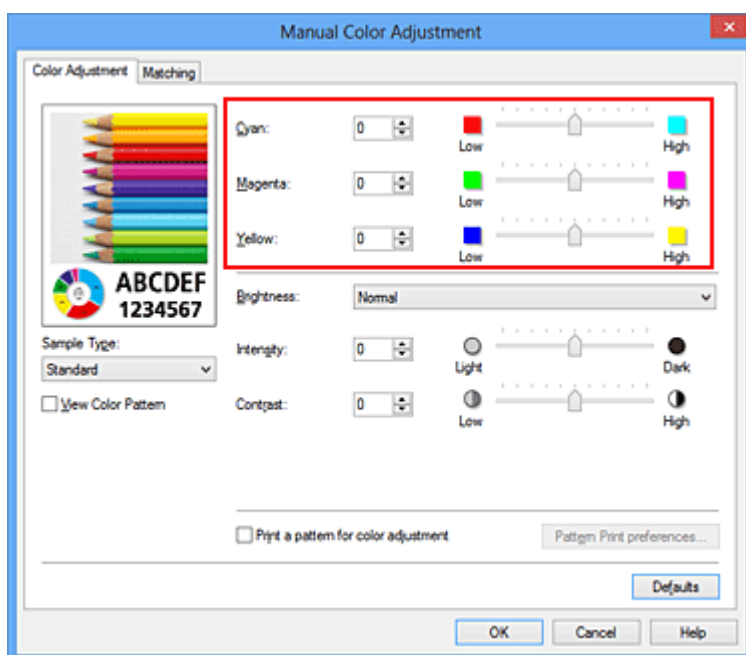 Manual Color Adjustment
Color Adjustment Matching
Cyan: 0 Low High
Magenta: 0 Low High
Yellow: 0 Low High
ABCDEF
1234567
Brightness: Normal
Sample Type:
Standard
Intensity: 0 Light Dark
View Color Pattern
Contrast: 0 Low High
Print a pattern for color adjustment Pattern Print preferences...
Defaults
OK Cancel Help